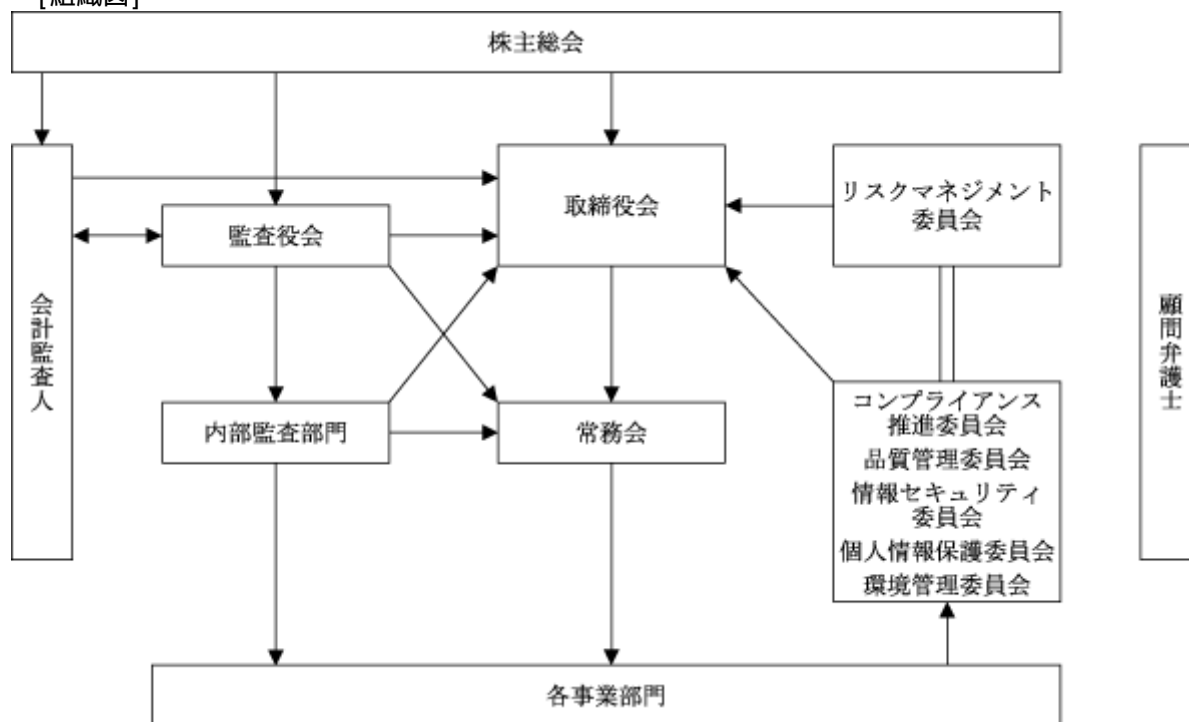 [組織図]
株主総会
会計監査人
監査役会
取締役会
リスクマネジメント
委員会
顧問弁護士
内部監査部門
常務会
コンプライアンス
推進委員会
品質管理委員会
情報セキュリティ
委員会
個人情報保護委員会
環境管理委員会
各事業部門